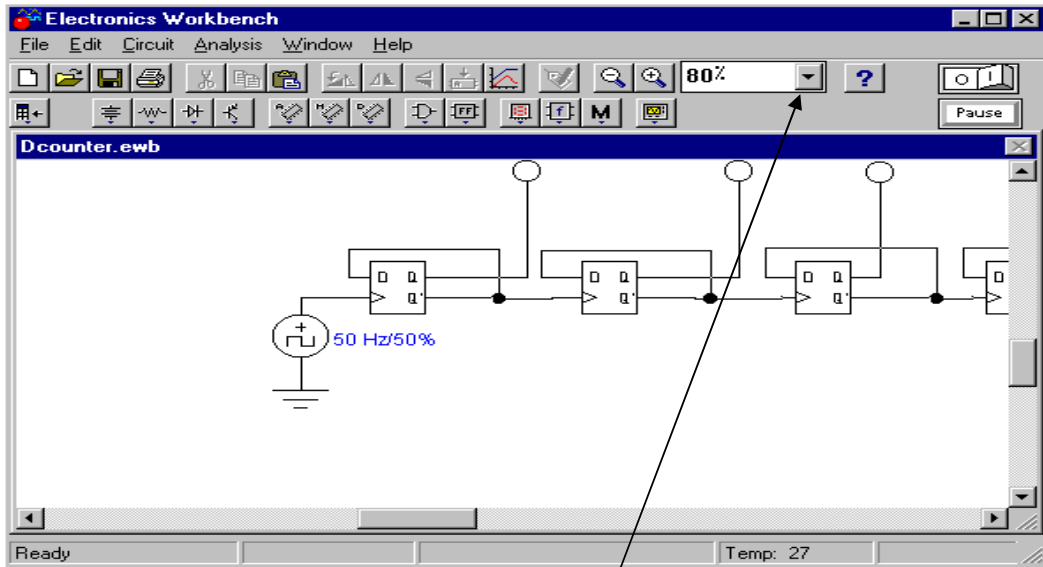 Electronics Workbench
File Edit Circuit Analysis Window Help
80% ?
Pause
Dcounter.ewb
D Q D Q D Q D
Q' Q' Q'
50 Hz/50%
Ready Temp: 27